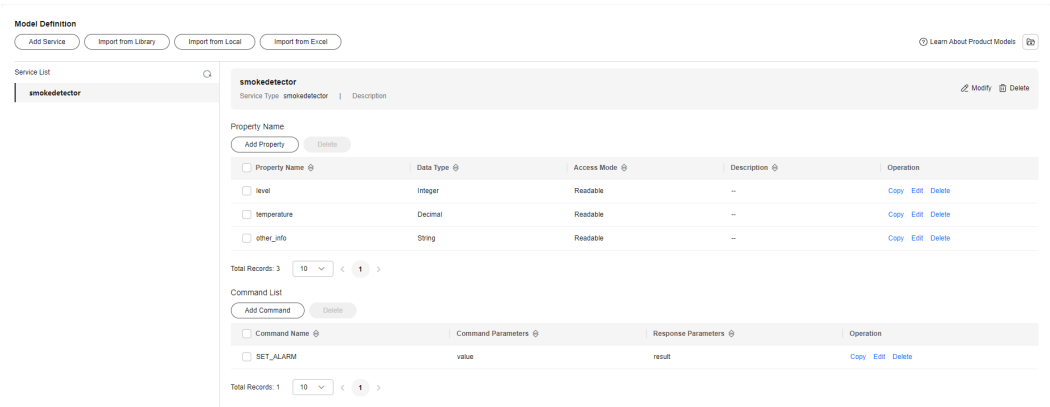 Model Definition
Add Service Import from Library Import from Local Import from Excel Learn About Product Models
Service List
smokedetector
smokedetector
Service Type smokedetector | Description
Modify Delete
Property Name
Add Property Delete
Property Name Data Type Access Mode Description Operation
level Integer Readable -- Copy Edit Delete
temperature Decimal Readable -- Copy Edit Delete
other_info String Readable -- Copy Edit Delete
Total Records: 3 10 < 1 >
Command List
Add Command Delete
Command Name Command Parameters Response Parameters Operation
SET_ALARM value result Copy Edit Delete
Total Records: 1 10 < 1 >